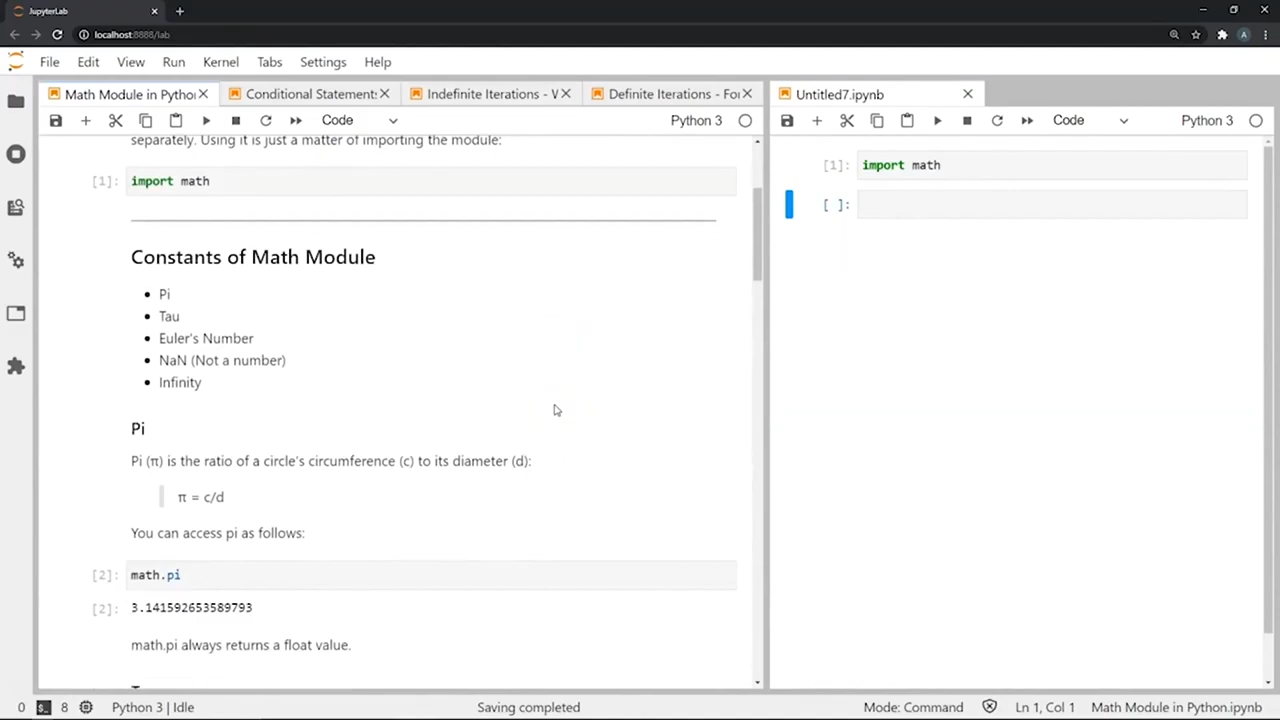 JupyterLab
localhost:8888/lab
A
File Edit View Run Kernel Tabs Settings Help
Math Module in Python
Conditional Statements
Indefinite Iterations - W
Definite Iterations - For
Untitled7.ipynb
Code
Python 3
Code
Python 3
separately. Using it is just a matter of importing the module:
[1]: import math
Constants of Math Module
• Pi
• Tau
• Euler's Number
• NaN (Not a number)
• Infinity
Pi
Pi (π) is the ratio of a circle's circumference (c) to its diameter (d):
π = c/d
You can access pi as follows:
[2]: math.pi
[2]: 3.141592653589793
math.pi always returns a float value.
[1]: import math
[ ]:
0 8 Python 3 | Idle Saving completed Mode: Command Ln 1, Col 1 Math Module in Python.ipynb